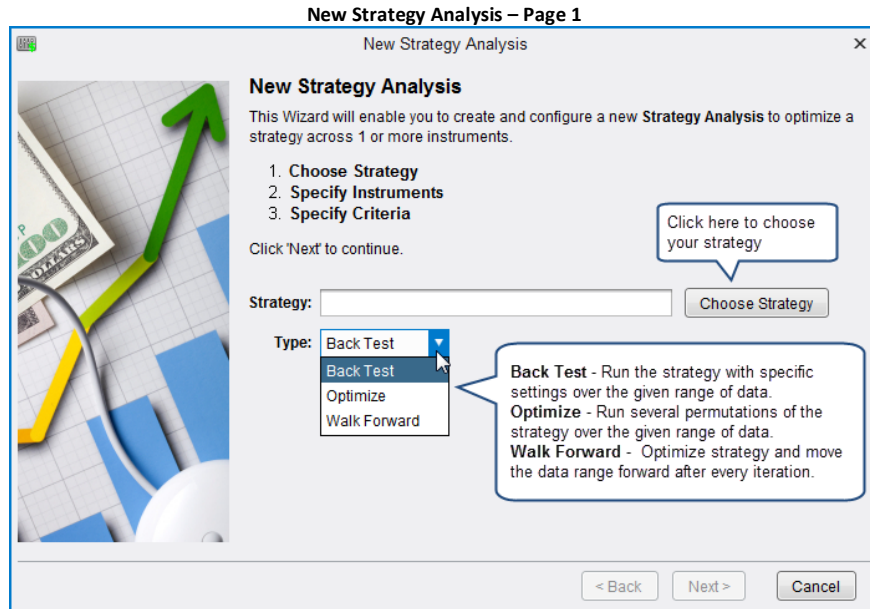 New Strategy Analysis – Page 1
New Strategy Analysis
New Strategy Analysis
This Wizard will enable you to create and configure a new Strategy Analysis to optimize a
strategy across 1 or more instruments.
1. Choose Strategy
2. Specify Instruments
3. Specify Criteria
Click 'Next' to continue.
Click here to choose
your strategy
Strategy:
Choose Strategy
Type: Back Test
Back Test
Optimize
Walk Forward
Back Test - Run the strategy with specific
settings over the given range of data.
Optimize - Run several permutations of the
strategy over the given range of data.
Walk Forward - Optimize strategy and move
the data range forward after every iteration.
< Back
Next >
Cancel